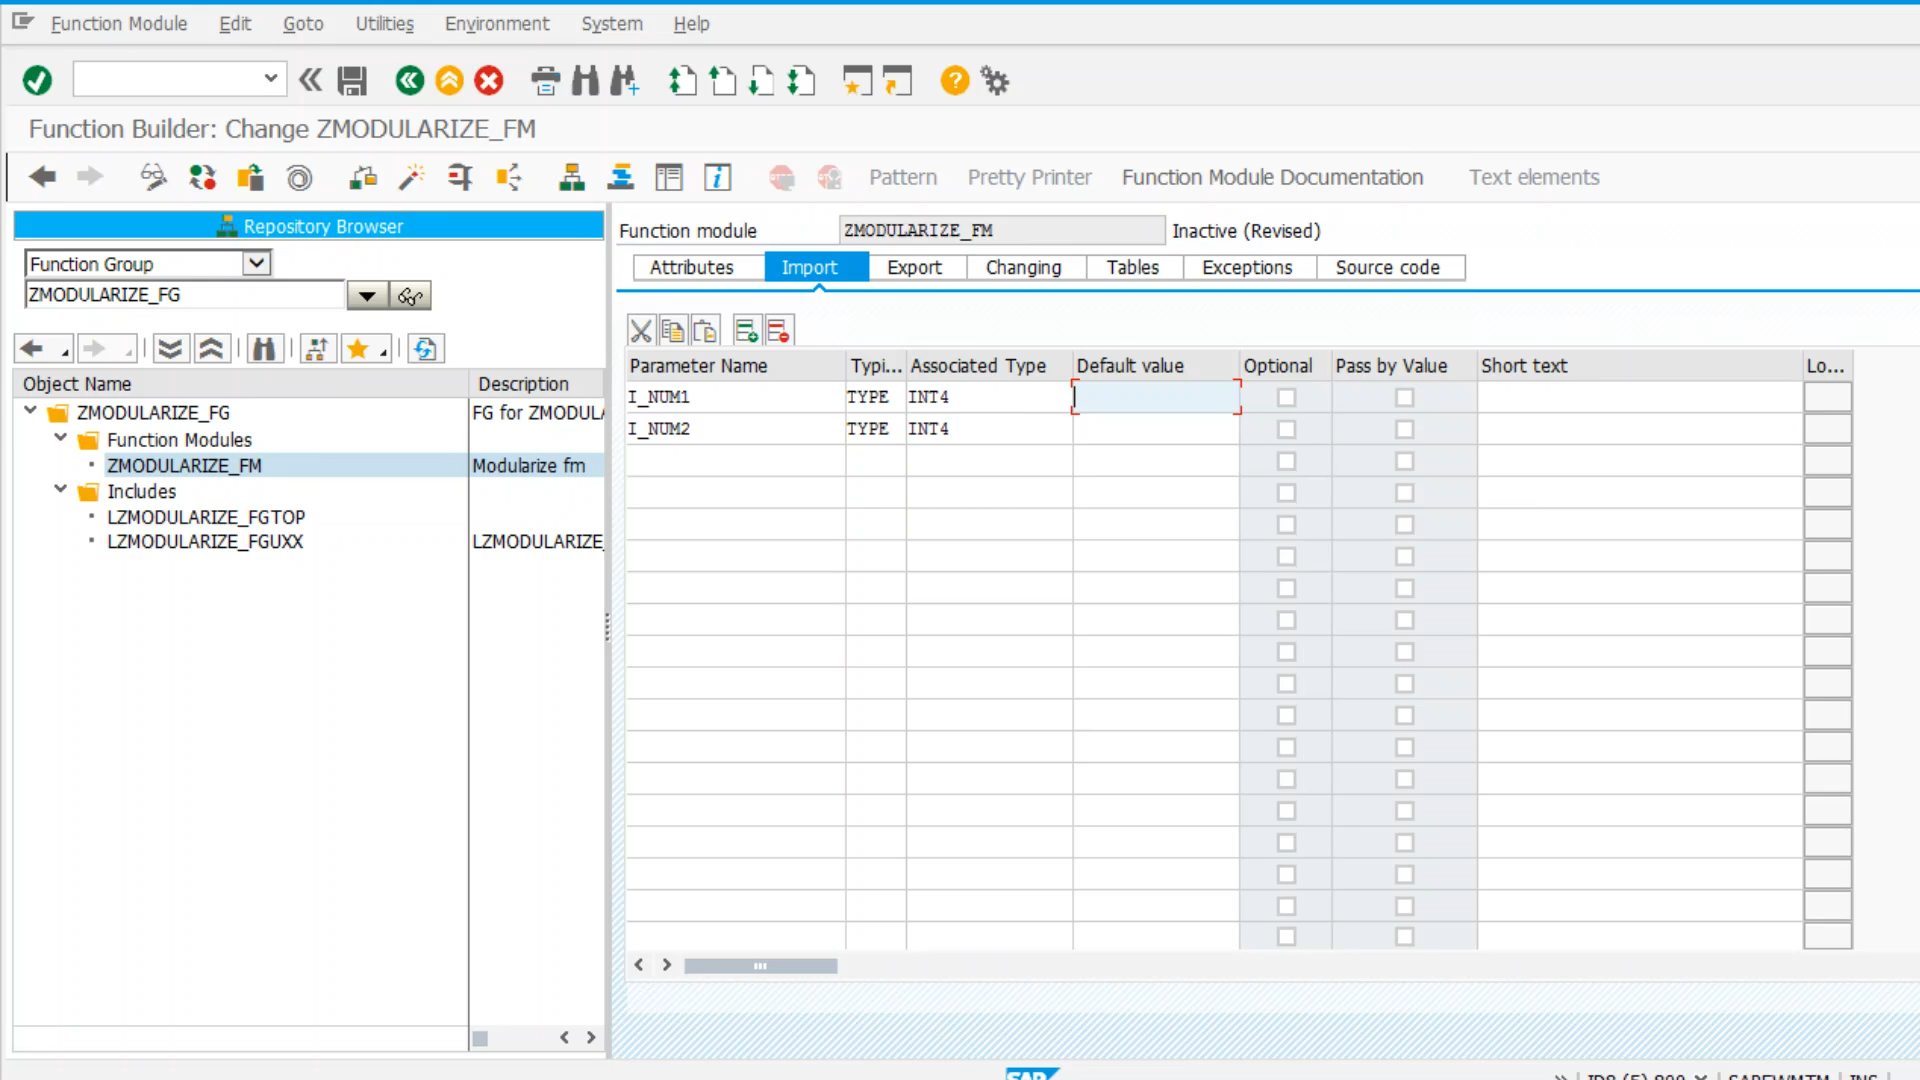 Function Module Edit Goto Utilities Environment System Help
Function Builder: Change ZMODULARIZE_FM
Pattern Pretty Printer Function Module Documentation Text elements
Repository Browser
Function Group
ZMODULARIZE_FG
Object Name Description
ZMODULARIZE_FG FG for ZMODUL
Function Modules
ZMODULARIZE_FM Modularize fm
Includes
LZMODULARIZE_FGTOP
LZMODULARIZE_FGUXX LZMODULARIZE_
Function module ZMODULARIZE_FM Inactive (Revised)
Attributes Import Export Changing Tables Exceptions Source code
Parameter Name Typi... Associated Type Default value Optional Pass by Value Short text Lo...
I_NUM1 TYPE INT4
I_NUM2 TYPE INT4
SAP